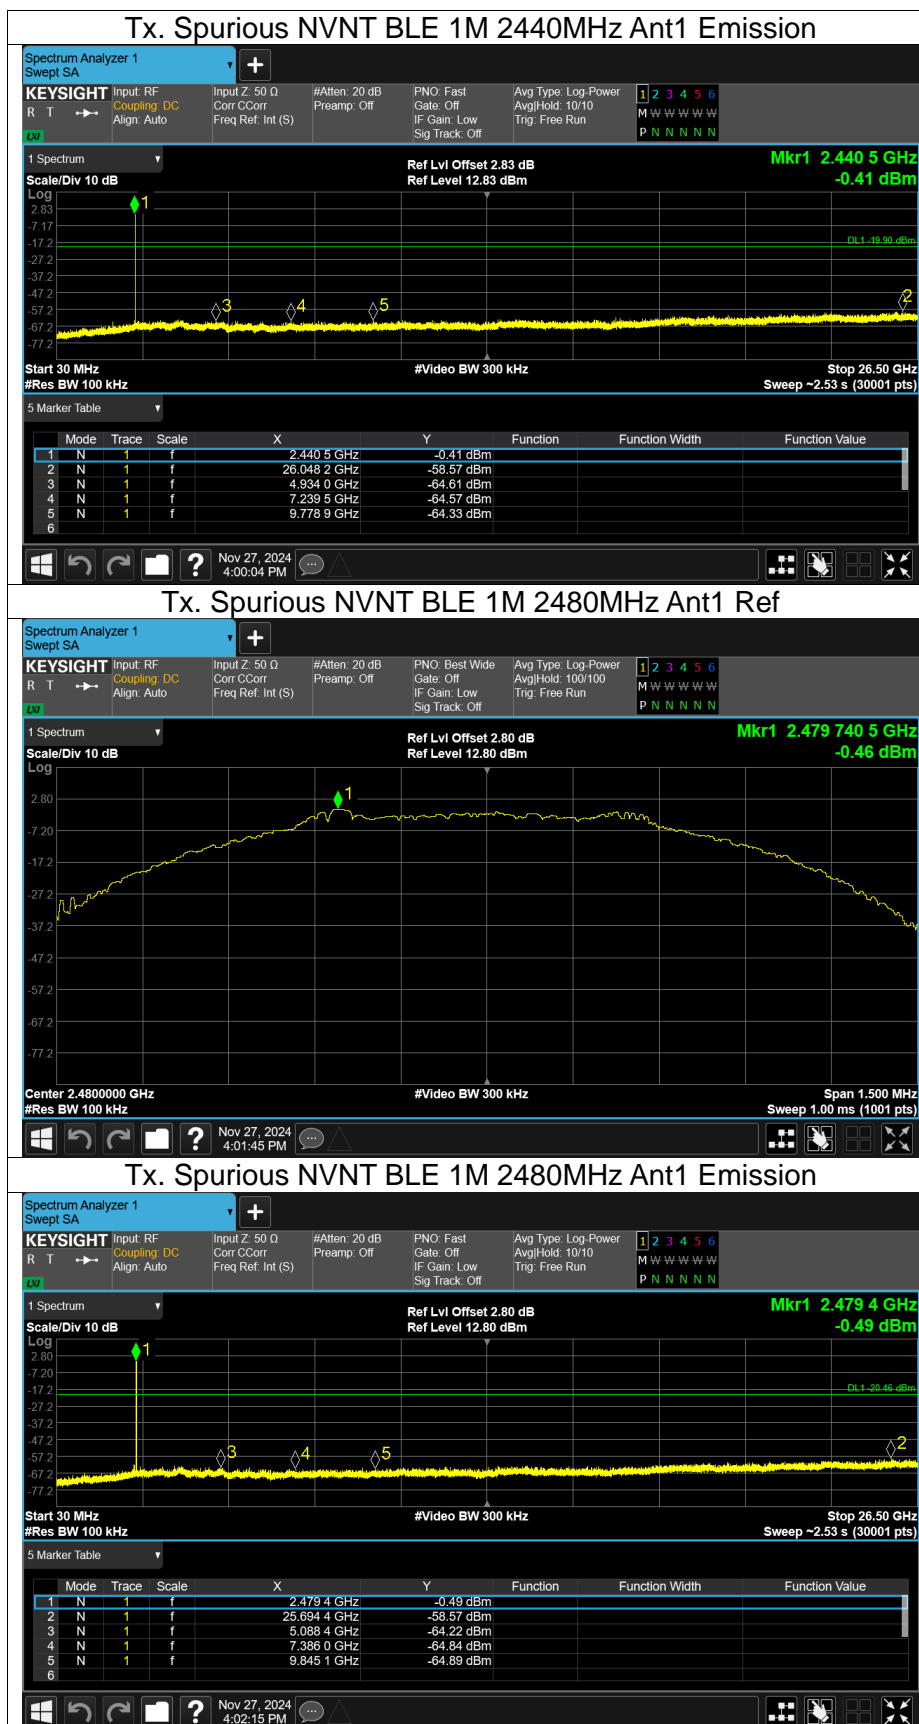 Tx. Spurious NVNT BLE 1M 2440MHz Ant1 Emission
Spectrum Analyzer 1
Swept SA
+
KEYSIGHT Input: RF Input Z: 50 Ω #Atten: 20 dB PNO: Fast Avg Type: Log-Power 1 2 3 4 5 6
R T Coupling: DC Corr CCorr Preamp: Off Gate: Off Avg|Hold: 10/10 M W W W W W
Align: Auto Freq Ref: Int (S) IF Gain: Low Trig: Free Run
LXI Sig Track: Off P N N N N N
1 Spectrum Ref Lvl Offset 2.83 dB Mkr1 2.440 5 GHz
Scale/Div 10 dB Ref Level 12.83 dBm -0.41 dBm
Log
1
2.83
-7.17
-17.2 DL1 -19.90 dBm
-27.2
-37.2
-47.2
2
-57.2 3 4 5
-67.2
-77.2
Start 30 MHz #Video BW 300 kHz Stop 26.50 GHz
#Res BW 100 kHz Sweep ~2.53 s (30001 pts)
5 Marker Table
Mode Trace Scale X Y Function Function Width Function Value
1 N 1 f 2.440 5 GHz -0.41 dBm
2 N 1 f 26.048 2 GHz -58.57 dBm
3 N 1 f 4.934 0 GHz -64.61 dBm
4 N 1 f 7.239 5 GHz -64.57 dBm
5 N 1 f 9.778 9 GHz -64.33 dBm
6
? Nov 27, 2024
4:00:04 PM
Tx. Spurious NVNT BLE 1M 2480MHz Ant1 Ref
Spectrum Analyzer 1
Swept SA
+
KEYSIGHT Input: RF Input Z: 50 Ω #Atten: 20 dB PNO: Best Wide Avg Type: Log-Power 1 2 3 4 5 6
R T Coupling: DC Corr CCorr Preamp: Off Gate: Off Avg|Hold: 100/100 M W W W W W
Align: Auto Freq Ref: Int (S) IF Gain: Low Trig: Free Run
LXI Sig Track: Off P N N N N N
1 Spectrum Ref Lvl Offset 2.80 dB Mkr1 2.479 740 5 GHz
Scale/Div 10 dB Ref Level 12.80 dBm -0.46 dBm
Log
1
2.80
-7.20
-17.2
-27.2
-37.2
-47.2
-57.2
-67.2
-77.2
Center 2.4800000 GHz #Video BW 300 kHz Span 1.500 MHz
#Res BW 100 kHz Sweep 1.00 ms (1001 pts)
? Nov 27, 2024
4:01:45 PM
Tx. Spurious NVNT BLE 1M 2480MHz Ant1 Emission
Spectrum Analyzer 1
Swept SA
+
KEYSIGHT Input: RF Input Z: 50 Ω #Atten: 20 dB PNO: Fast Avg Type: Log-Power 1 2 3 4 5 6
R T Coupling: DC Corr CCorr Preamp: Off Gate: Off Avg|Hold: 10/10 M W W W W W
Align: Auto Freq Ref: Int (S) IF Gain: Low Trig: Free Run
LXI Sig Track: Off P N N N N N
1 Spectrum Ref Lvl Offset 2.80 dB Mkr1 2.479 4 GHz
Scale/Div 10 dB Ref Level 12.80 dBm -0.49 dBm
Log
1
2.80
-7.20
-17.2 DL1 -20.46 dBm
-27.2
-37.2
-47.2 2
-57.2 3 4 5
-67.2
-77.2
Start 30 MHz #Video BW 300 kHz Stop 26.50 GHz
#Res BW 100 kHz Sweep ~2.53 s (30001 pts)
5 Marker Table
Mode Trace Scale X Y Function Function Width Function Value
1 N 1 f 2.479 4 GHz -0.49 dBm
2 N 1 f 25.694 4 GHz -58.57 dBm
3 N 1 f 5.088 4 GHz -64.22 dBm
4 N 1 f 7.386 0 GHz -64.84 dBm
5 N 1 f 9.845 1 GHz -64.89 dBm
6
? Nov 27, 2024
4:02:15 PM